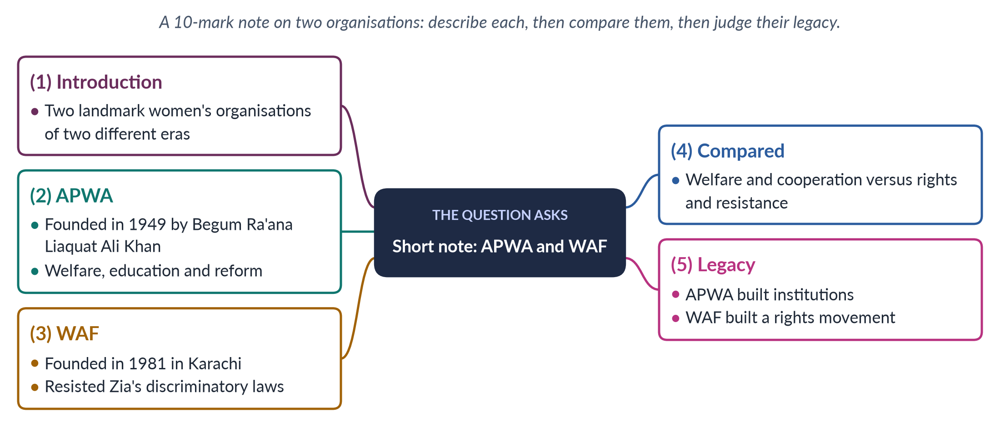 A 10-mark note on two organisations: describe each, then compare them, then judge their legacy.
(1) Introduction
● Two landmark women's organisations
of two different eras
(2) APWA
● Founded in 1949 by Begum Ra'ana
Liaquat Ali Khan
● Welfare, education and reform
(3) WAF
● Founded in 1981 in Karachi
● Resisted Zia's discriminatory laws
THE QUESTION ASKS
Short note: APWA and WAF
(4) Compared
● Welfare and cooperation versus rights
and resistance
(5) Legacy
● APWA built institutions
● WAF built a rights movement